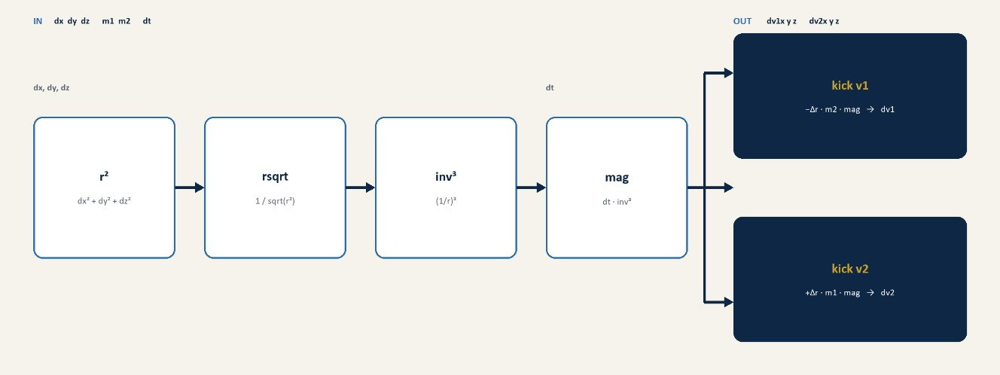 IN dx dy dz m1 m2 dt
OUT dv1x y z dv2x y z
dx, dy, dz
dt
r²
dx² + dy² + dz²
rsqrt
1 / sqrt(r²)
inv³
(1/r)³
mag
dt · inv³
kick v1
−Δr · m2 · mag → dv1
kick v2
+Δr · m1 · mag → dv2